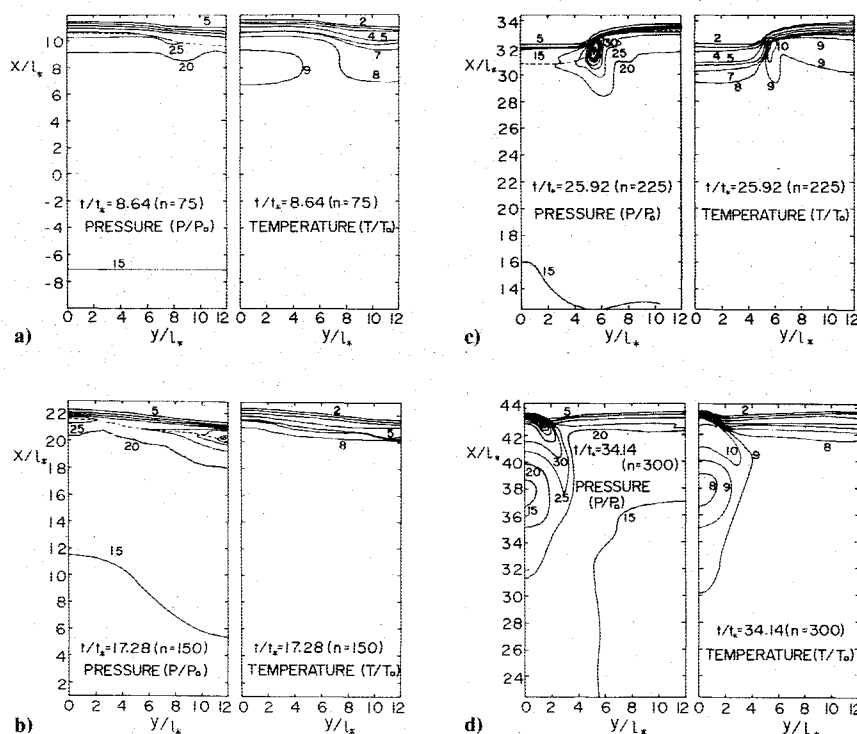 5
25
20
12
10
8
6
4
2
0
-2
-4
-6
-8
X/l*
t/t*=8.64 (n=75)
PRESSURE (P/P₀)
15
0 2 4 6 8 10 12
y/l*
2
4
5
7
9
8
t/t*=8.64 (n=75)
TEMPERATURE (T/T₀)
0 2 4 6 8 10 12
y/l*
a)
5
25
20
15
22
20
18
16
14
12
10
8
6
4
2
X/l*
t/t*=17.28 (n=150)
PRESSURE (P/P₀)
0 2 4 6 8 10 12
y/l*
2
5
8
t/t*=17.28 (n=150)
TEMPERATURE (T/T₀)
0 2 4 6 8 10 12
y/l*
b)
5
15
30
25
20
34
32
30
28
26
24
22
20
18
16
14
X/l*
t/t*=25.92 (n=225)
PRESSURE (P/P₀)
15
0 2 4 6 8 10 12
y/l*
2
4
5
7
8
10
9
9
9
t/t*=25.92 (n=225)
TEMPERATURE (T/T₀)
0 2 4 6 8 10 12
y/l*
c)
5
20
30
25
20
15
15
44
42
40
38
36
34
32
30
28
26
24
X/l*
t/t*=34.14
(n=300)
PRESSURE
(P/P₀)
0 2 4 6 8 10 12
y/l*
2
8
10
9
8
9
t/t*=34.14 (n=300)
TEMPERATURE (T/T₀)
0 2 4 6 8 10 12
y/l*
d)